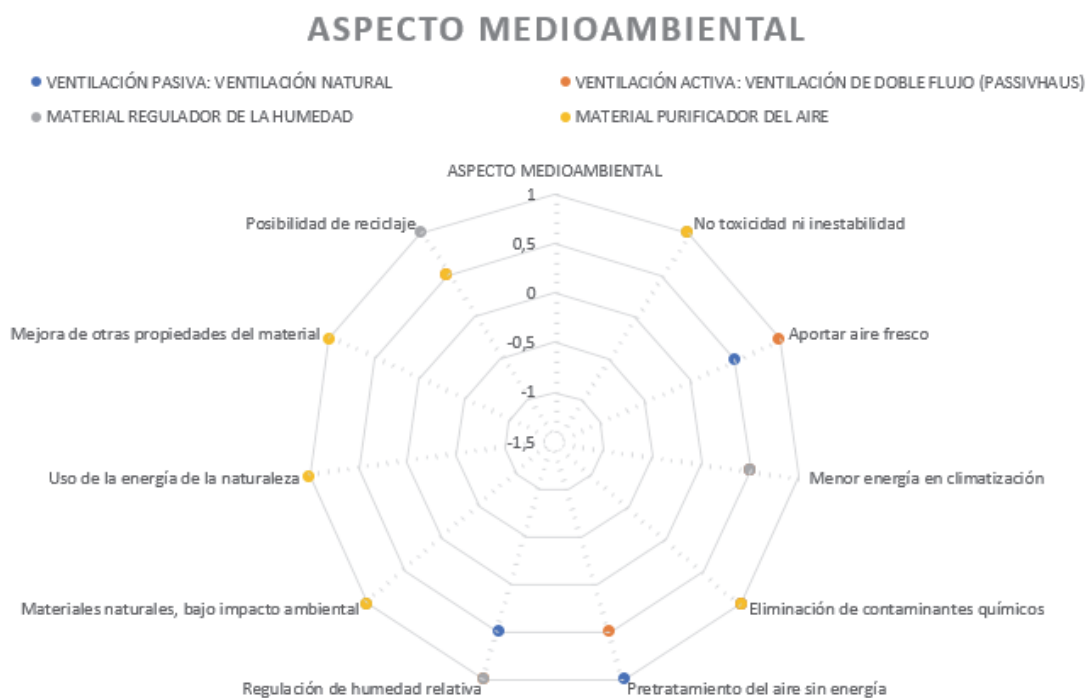 ASPECTO MEDIOAMBIENTAL
VENTILACIÓN PASIVA: VENTILACIÓN NATURAL
VENTILACIÓN ACTIVA: VENTILACIÓN DE DOBLE FLUJO (PASSIVHAUS)
MATERIAL REGULADOR DE LA HUMEDAD
MATERIAL PURIFICADOR DEL AIRE
ASPECTO MEDIOAMBIENTAL
1
Posibilidad de reciclaje
No toxicidad ni inestabilidad
0,5
0
Mejora de otras propiedades del material
Aportar aire fresco
-0,5
-1
-1,5
Uso de la energía de la naturaleza
Menor energía en climatización
Materiales naturales, bajo impacto ambiental
Eliminación de contaminantes químicos
Regulación de humedad relativa
Pretratamiento del aire sin energía